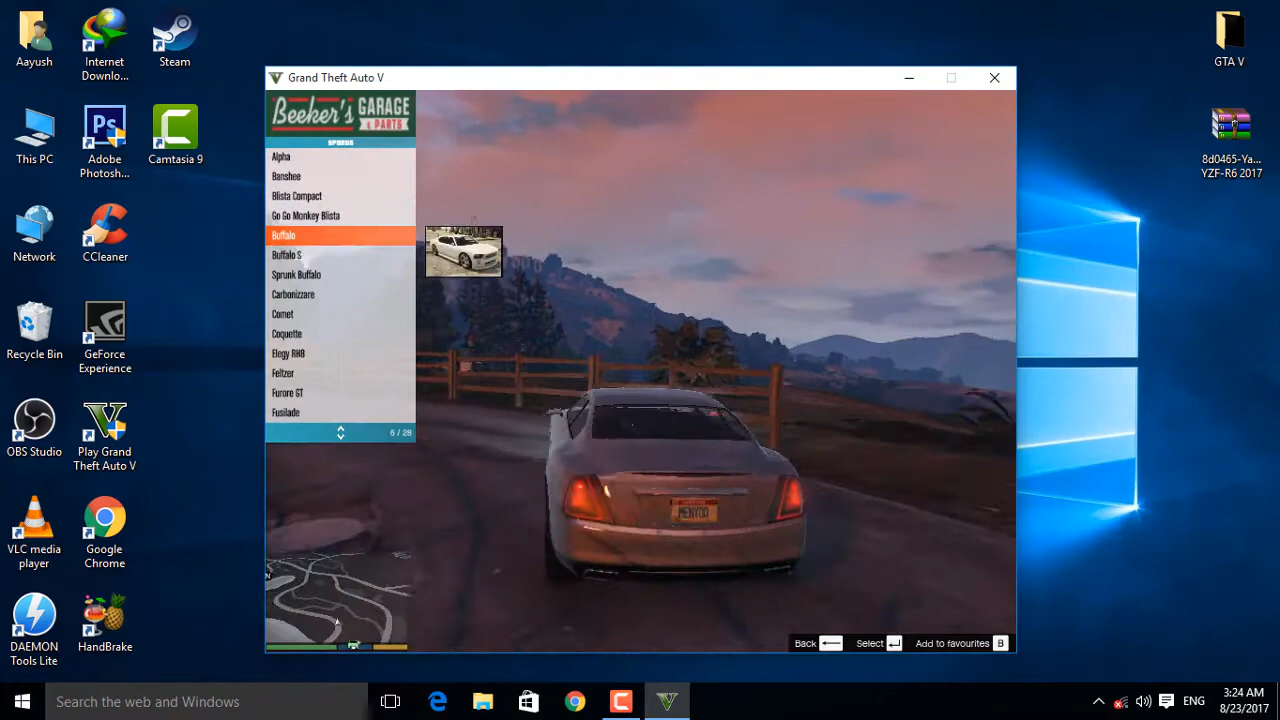 Aayush
Internet
Downlo...
Steam
This PC
Adobe
Photosh...
Camtasia 9
Network
CCleaner
Recycle Bin
GeForce
Experience
OBS Studio
Play Grand
Theft Auto V
VLC media
player
Google
Chrome
DAEMON
Tools Lite
HandBrake
GTA V
8d0465-Ya...
YZF-R6 2017
Grand Theft Auto V
Beeker's GARAGE
& PARTS
SPORTS
Alpha
Banshee
Blista Compact
Go Go Monkey Blista
Buffalo
Buffalo S
Sprunk Buffalo
Carbonizzare
Comet
Coquette
Elegy RH8
Feltzer
Furore GT
Fusilade
6 / 28
N
MENYOO
Back
Select
Add to favourites B
Search the web and Windows
ENG
3:24 AM
8/23/2017